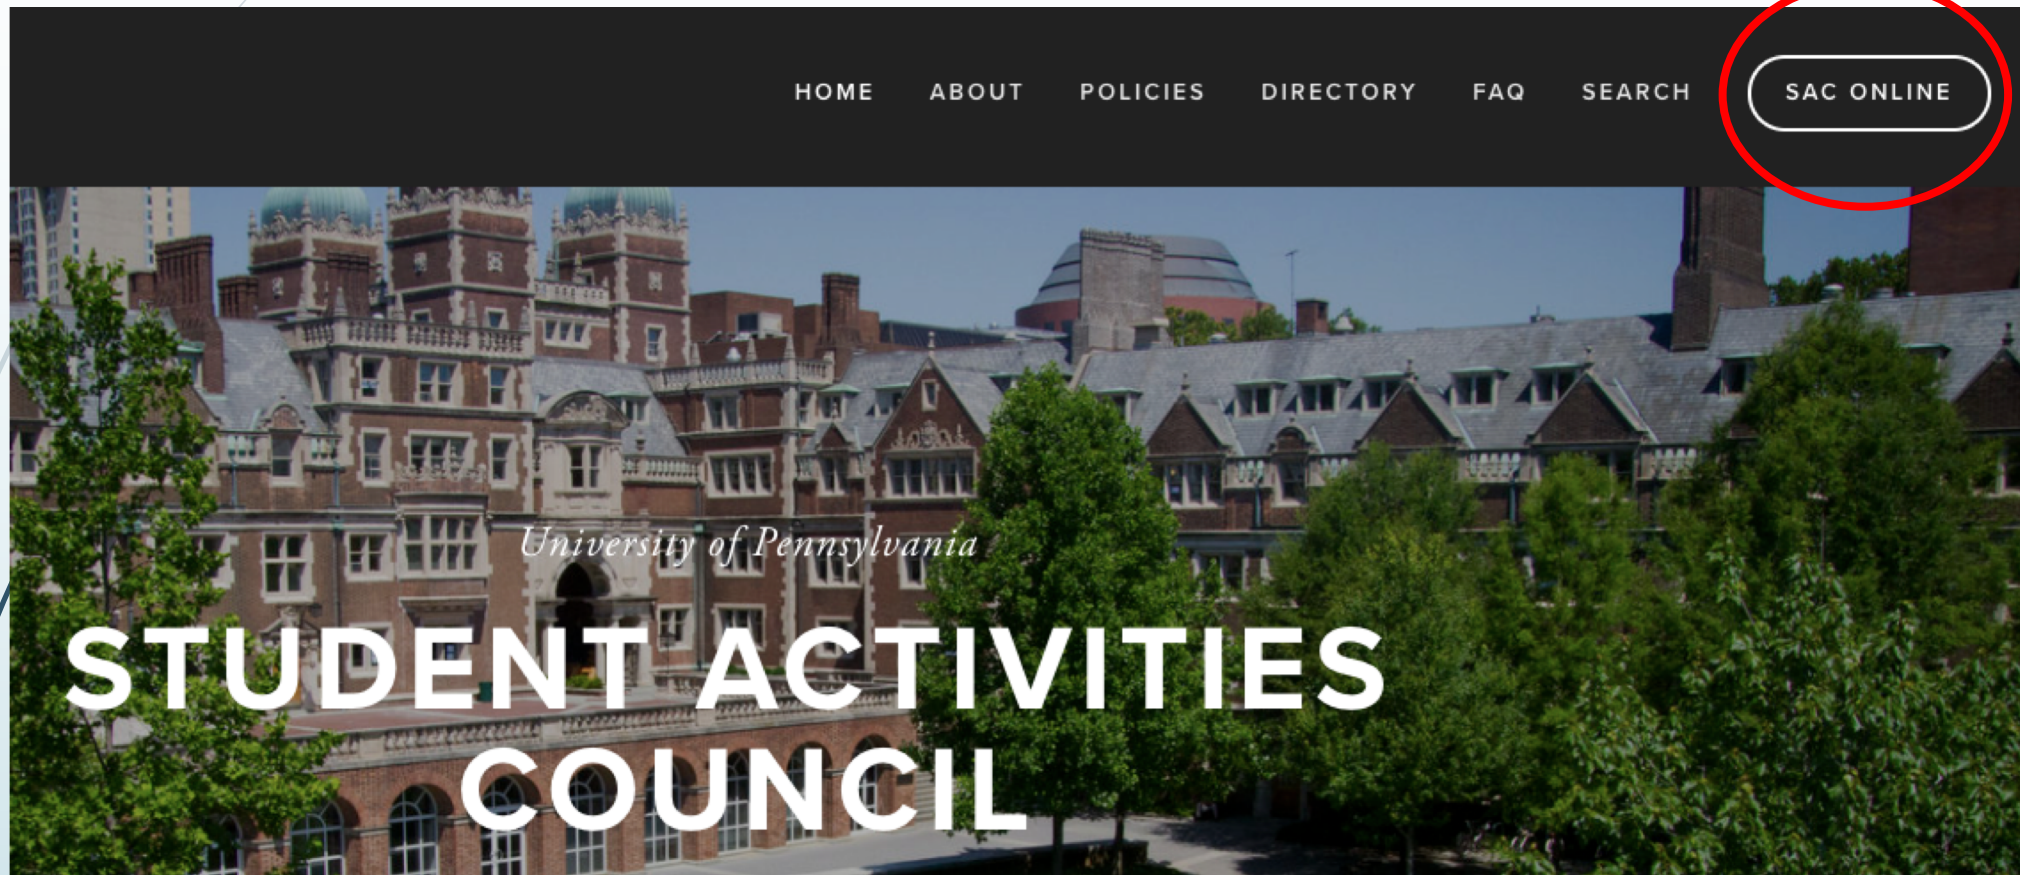 HOME ABOUT POLICIES DIRECTORY FAQ SEARCH SAC ONLINE
University of Pennsylvania
STUDENT ACTIVITIES
COUNCIL